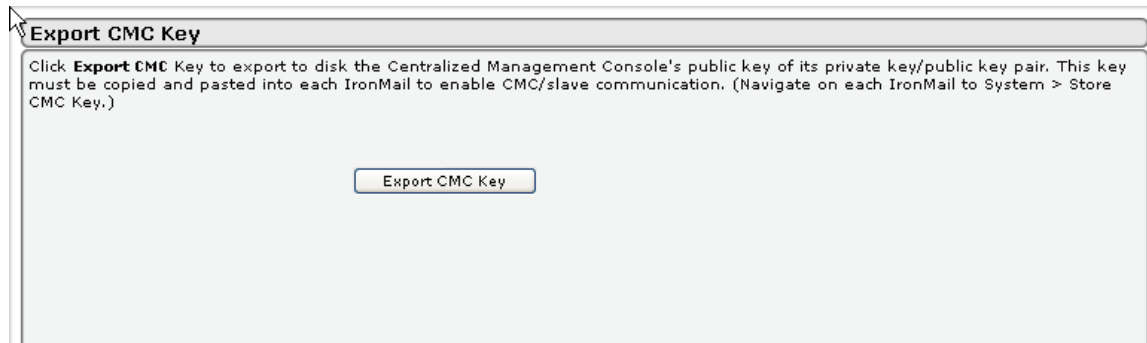 Export CMC Key
Click Export CMC Key to export to disk the Centralized Management Console's public key of its private key/public key pair. This key
must be copied and pasted into each IronMail to enable CMC/slave communication. (Navigate on each IronMail to System > Store
CMC Key.)
Export CMC Key